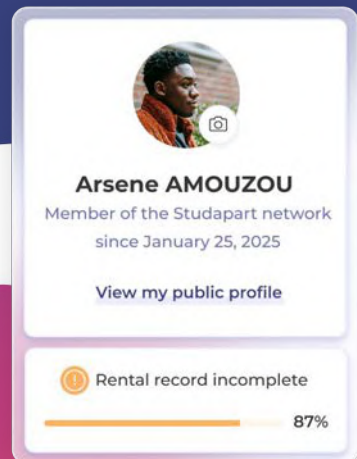 Arsene AMOUZOU
Member of the Studapart network
since January 25, 2025
View my public profile
Rental record incomplete
87%